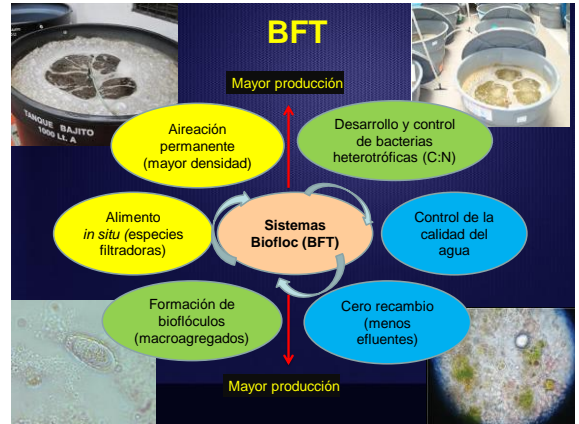 BFT
Mayor producción
TANQUE BAJITO
1000 Lt. A
Aireación
permanente
(mayor densidad)
Desarrollo y control
de bacterias
heterotróficas (C:N)
Alimento
in situ (especies
filtradoras)
Sistemas
Biofloc (BFT)
Control de la
calidad del
agua
Formación de
bioflóculos
(macroagregados)
Cero recambio
(menos
efluentes)
Mayor producción